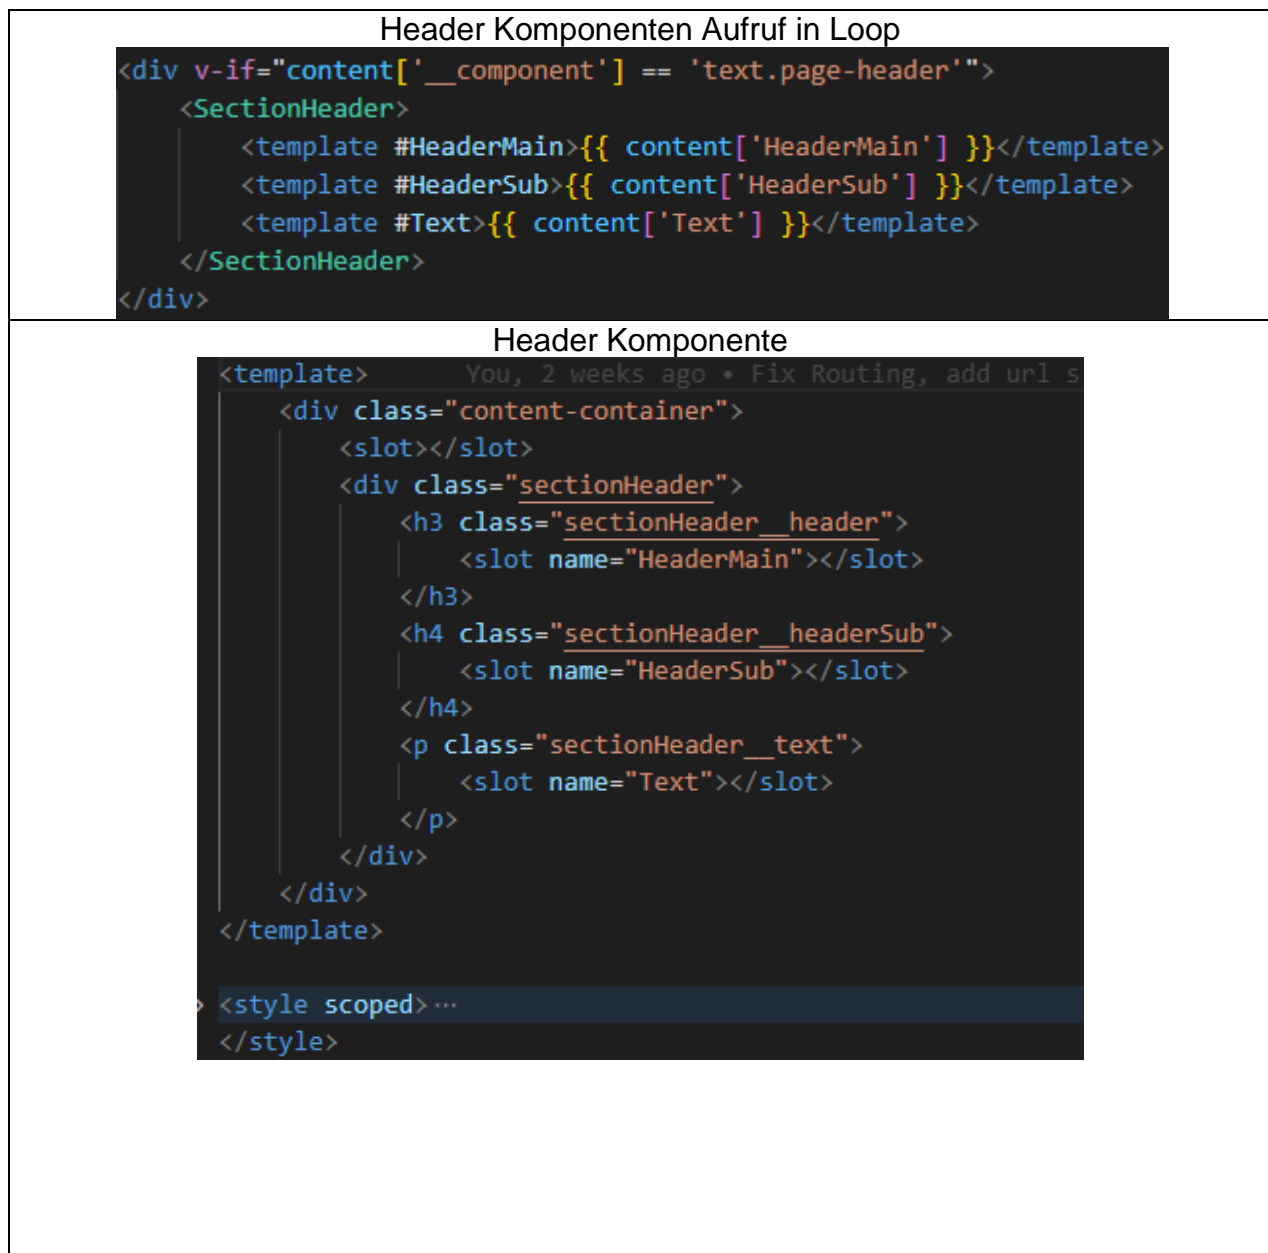 Header Komponenten Aufruf in Loop
<div v-if="content['__component'] == 'text.page-header'">
<SectionHeader>
<template #HeaderMain>{{ content['HeaderMain'] }}</template>
<template #HeaderSub>{{ content['HeaderSub'] }}</template>
<template #Text>{{ content['Text'] }}</template>
</SectionHeader>
</div>
Header Komponente
<template> You, 2 weeks ago • Fix Routing, add url s
<div class="content-container">
<slot></slot>
<div class="sectionHeader">
<h3 class="sectionHeader__header">
<slot name="HeaderMain"></slot>
</h3>
<h4 class="sectionHeader__headerSub">
<slot name="HeaderSub"></slot>
</h4>
<p class="sectionHeader__text">
<slot name="Text"></slot>
</p>
</div>
</div>
</template>
> <style scoped>…
</style>